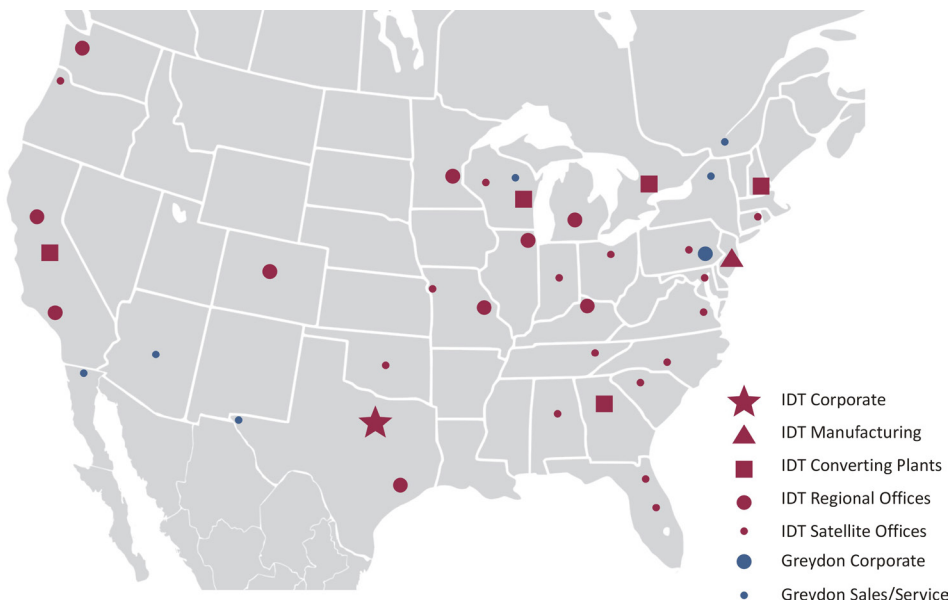 IDT Corporate
IDT Manufacturing
IDT Converting Plants
IDT Regional Offices
IDT Satellite Offices
Greydon Corporate
Greydon Sales/Service